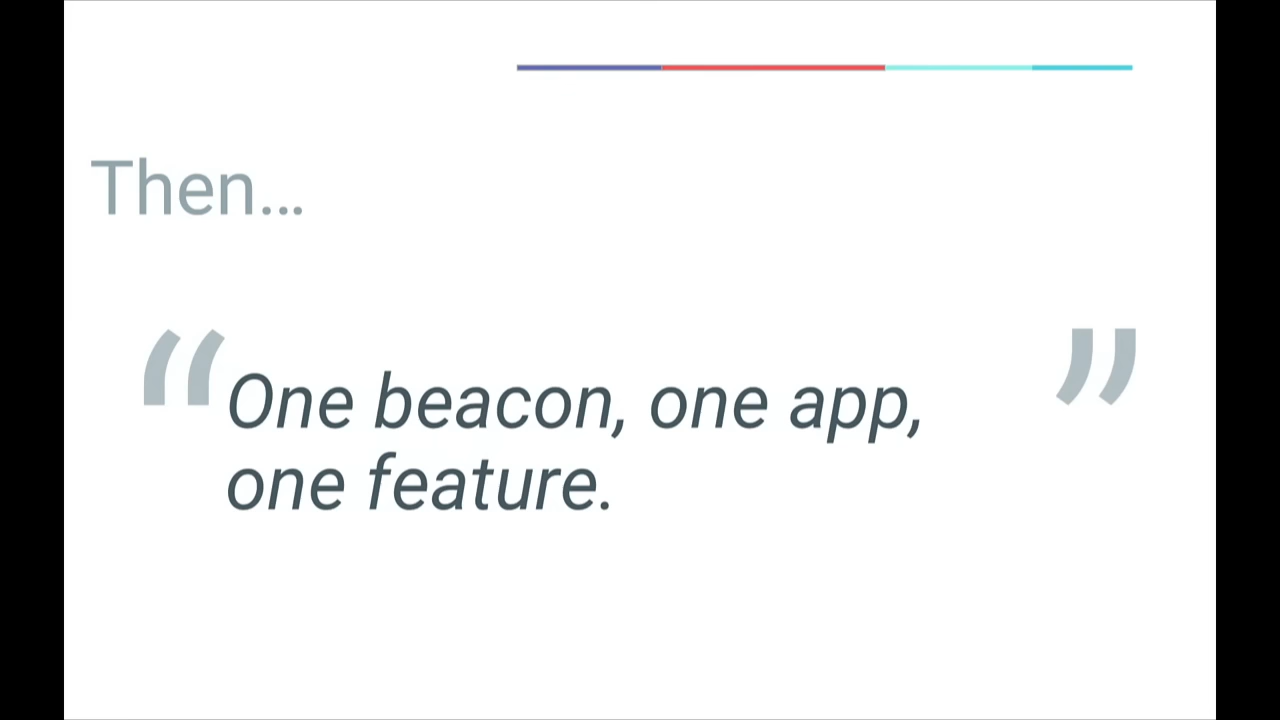 Then…
“One beacon, one app,
one feature.”